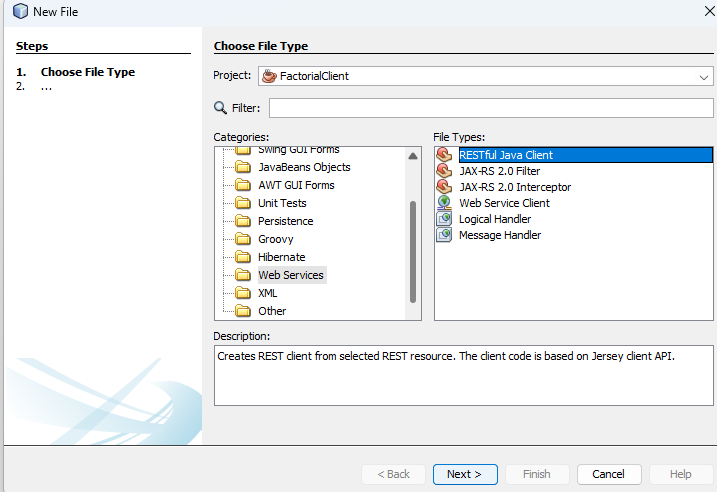 New File
Steps
1. Choose File Type
2. ...
Choose File Type
Project: FactorialClient
Filter:
Categories:
Swing GUI Forms
JavaBeans Objects
AWT GUI Forms
Unit Tests
Persistence
Groovy
Hibernate
Web Services
XML
Other
File Types:
RESTful Java Client
JAX-RS 2.0 Filter
JAX-RS 2.0 Interceptor
Web Service Client
Logical Handler
Message Handler
Description:
Creates REST client from selected REST resource. The client code is based on Jersey client API.
< Back Next > Finish Cancel Help